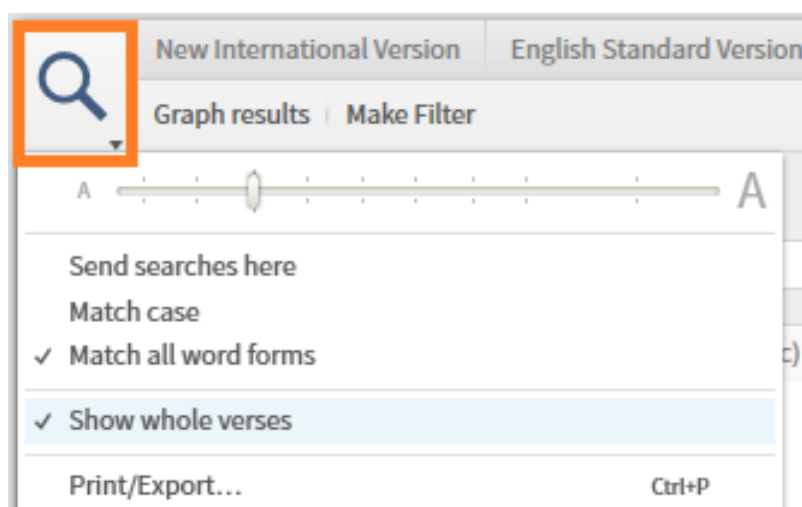 New International Version English Standard Version
Graph results Make Filter
A A
Send searches here
Match case
Match all word forms
c)
Show whole verses
Print/Export... Ctrl+P